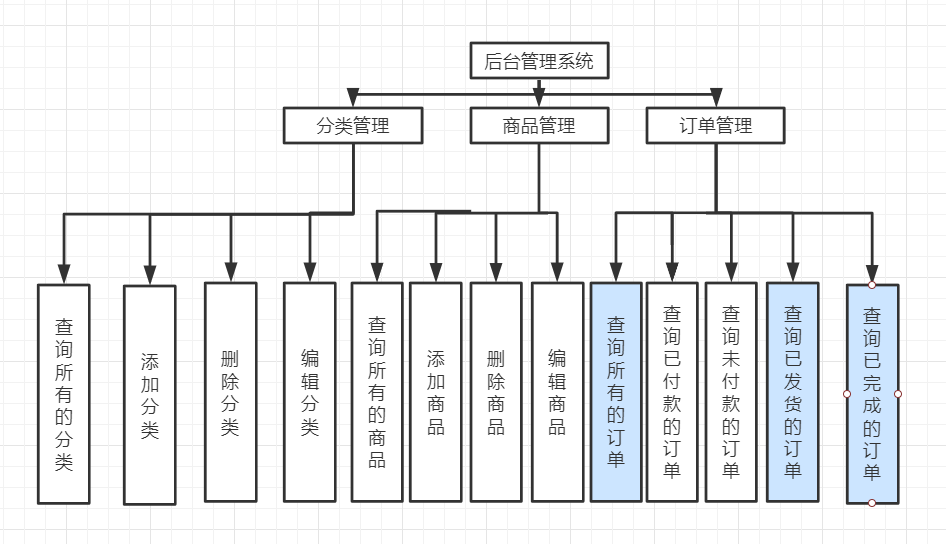 后台管理系统
分类管理
商品管理
订单管理
查询所有的分类
添加分类
删除分类
编辑分类
查询所有的商品
添加商品
删除商品
编辑商品
查询所有的订单
查询已付款的订单
查询未付款的订单
查询已发货的订单
查询已完成的订单